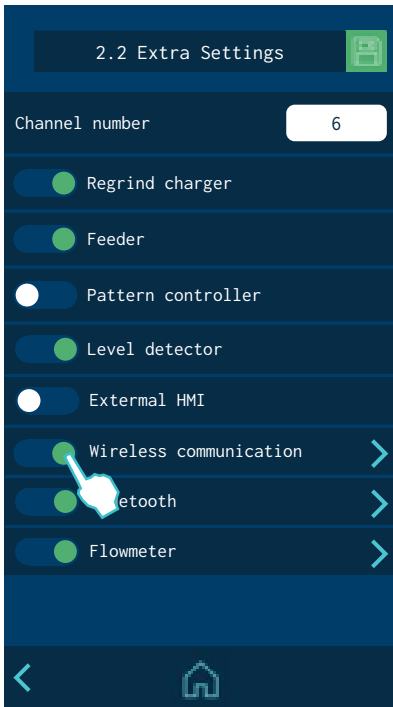 2.2 Extra Settings
Channel number
6
Regrind charger
Feeder
Pattern controller
Level detector
Extermal HMI
Wireless communication
etooth
Flowmeter